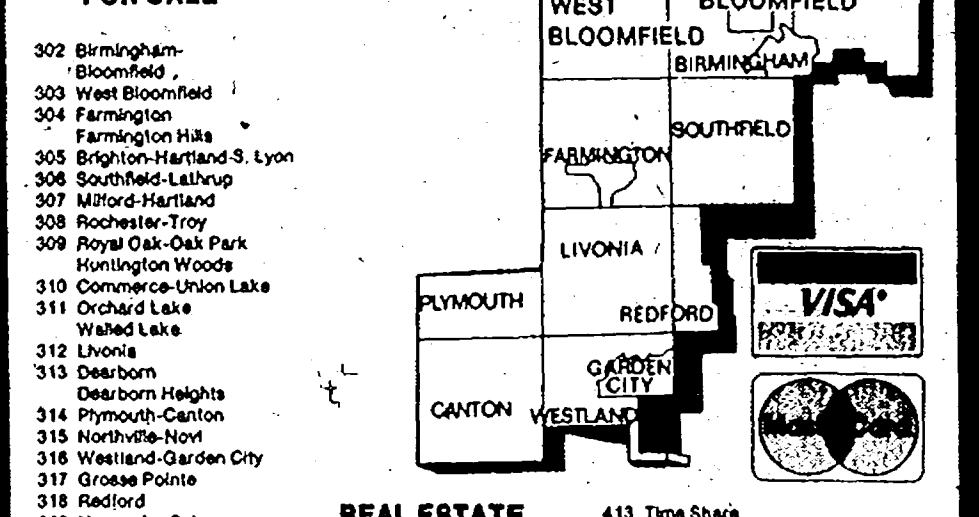 FOR SALE
302 Birmingham-
Bloomfield
303 West Bloomfield
304 Farmington
Farmington Hills
305 Brighton-Hartland-S. Lyon
306 Southfield-Lathrup
307 Milford-Hartland
308 Rochester-Troy
309 Royal Oak-Oak Park
Huntington Woods
310 Commerce-Union Lake
311 Orchard Lake
Walled Lake
312 Livonia
313 Dearborn
Dearborn Heights
314 Plymouth-Canton
315 Northville-Novi
316 Westland-Garden City
317 Grosse Pointe
318 Redford
WEST
BLOOMFIELD
BLOOMFIELD
BIRMINGHAM
SOUTHFIELD
FARMINGTON
LIVONIA
PLYMOUTH
REDFORD
GARDEN
CITY
CANTON
WESTLAND
VISA
REAL ESTATE
413 Time Share